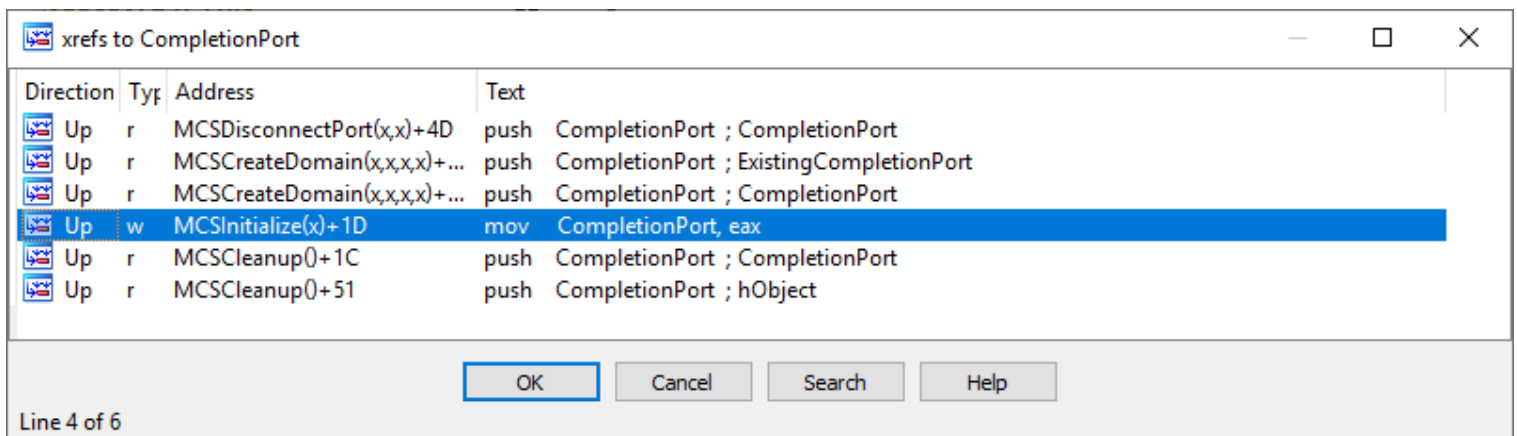 xrefs to CompletionPort
Direction Typ Address Text
Up r MCSDisconnectPort(x,x)+4D push CompletionPort ; CompletionPort
Up r MCSCreateDomain(x,x,x,x)+... push CompletionPort ; ExistingCompletionPort
Up r MCSCreateDomain(x,x,x,x)+... push CompletionPort ; CompletionPort
Up w MCSInitialize(x)+1D mov CompletionPort, eax
Up r MCSCleanup()+1C push CompletionPort ; CompletionPort
Up r MCSCleanup()+51 push CompletionPort ; hObject
OK Cancel Search Help
Line 4 of 6